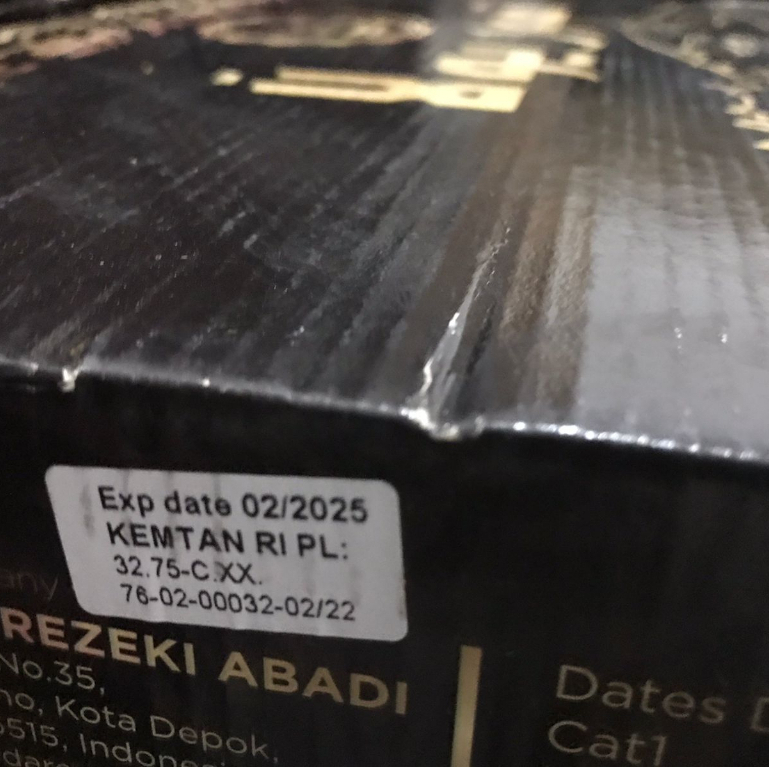 Exp date 02/2025
KEMTAN RI PL:
32.75-C.XX.
76-02-00032-02/22
REZEKI ABADI
No.35,
Kota Depok,
Dates
Cat1